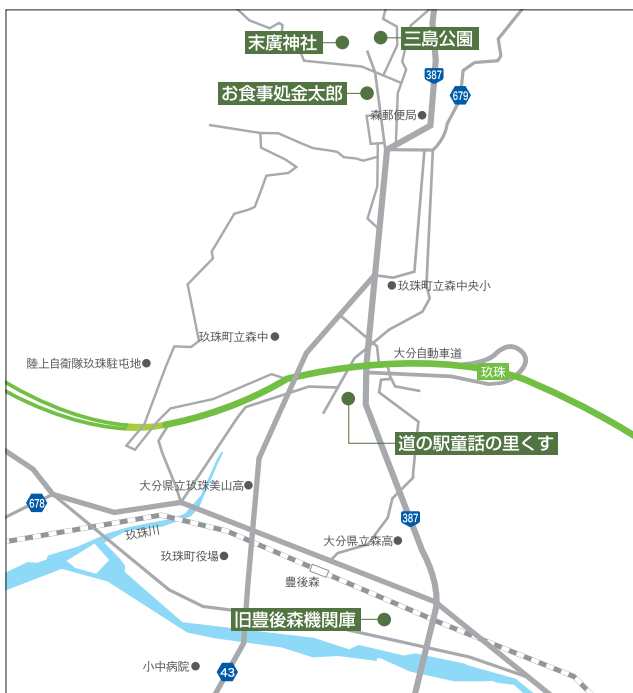 末廣神社
三島公園
387
お食事処金太郎
679
森郵便局
玖珠町立森中央小
玖珠町立森中
大分自動車道
陸上自衛隊玖珠駐屯地
玖珠
道の駅童話の里くす
大分県立玖珠美山高
678
387
玖珠川
大分県立森高
玖珠町役場
豊後森
旧豊後森機関庫
小中病院
43